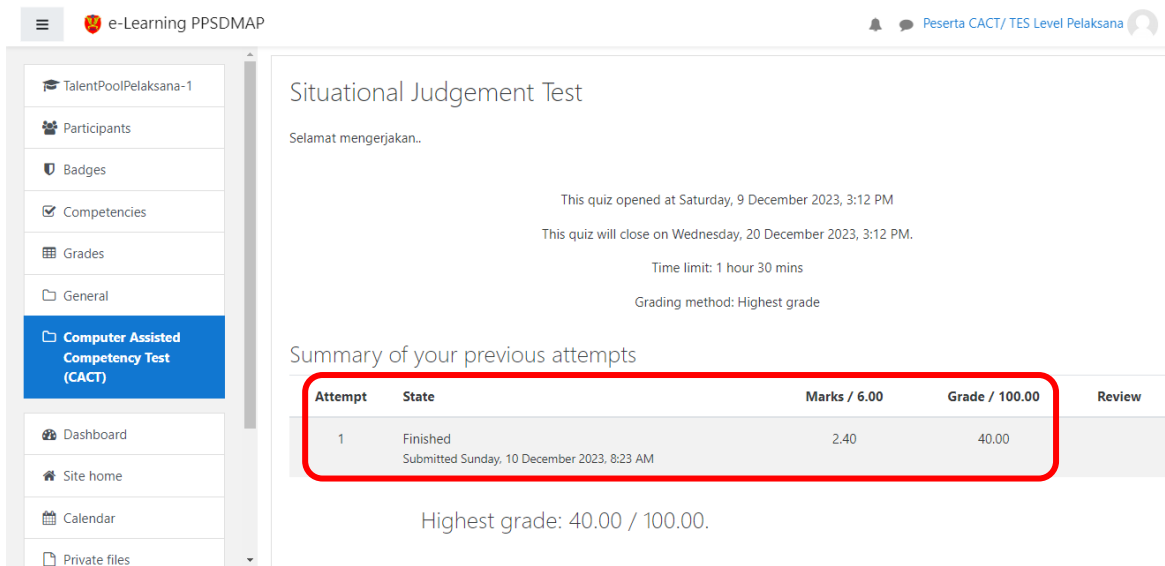 e-Learning PPSDMAP
Peserta CACT/ TES Level Pelaksana
TalentPoolPelaksana-1
Participants
Badges
Competencies
Grades
General
Computer Assisted
Competency Test
(CACT)
Dashboard
Site home
Calendar
Private files
Situational Judgement Test
Selamat mengerjakan..
This quiz opened at Saturday, 9 December 2023, 3:12 PM
This quiz will close on Wednesday, 20 December 2023, 3:12 PM.
Time limit: 1 hour 30 mins
Grading method: Highest grade
Summary of your previous attempts
Attempt State Marks / 6.00 Grade / 100.00 Review
1 Finished 2.40 40.00
Submitted Sunday, 10 December 2023, 8:23 AM
Highest grade: 40.00 / 100.00.